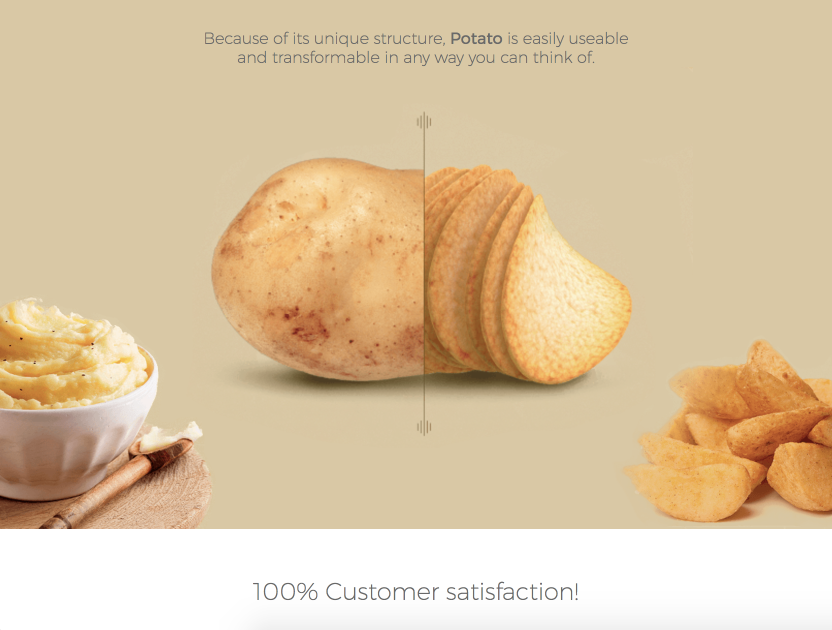 Because of its unique structure, Potato is easily useable
and transformable in any way you can think of.
100% Customer satisfaction!